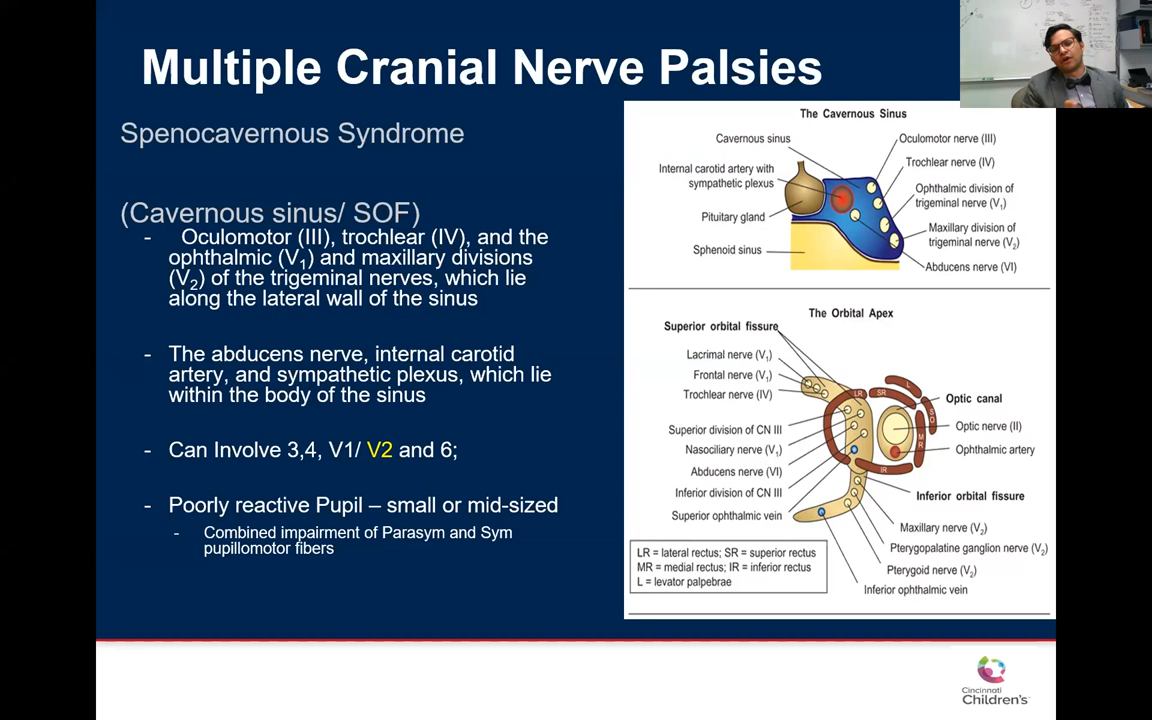 Multiple Cranial Nerve Palsies
Spenocavernous Syndrome
(Cavernous sinus/ SOF)
- Oculomotor (III), trochlear (IV), and the
ophthalmic (V1) and maxillary divisions
(V2) of the trigeminal nerves, which lie
along the lateral wall of the sinus
- The abducens nerve, internal carotid
artery, and sympathetic plexus, which lie
within the body of the sinus
- Can Involve 3,4, V1/ V2 and 6;
- Poorly reactive Pupil – small or mid-sized
- Combined impairment of Parasym and Sym
pupillomotor fibers
The Cavernous Sinus
Cavernous sinus
Internal carotid artery with
sympathetic plexus
Pituitary gland
Sphenoid sinus
Oculomotor nerve (III)
Trochlear nerve (IV)
Ophthalmic division of
trigeminal nerve (V1)
Maxillary division of
trigeminal nerve (V2)
Abducens nerve (VI)
The Orbital Apex
Superior orbital fissure
Lacrimal nerve (V1)
Frontal nerve (V1)
Trochlear nerve (IV)
Superior division of CN III
Nasociliary nerve (V1)
Abducens nerve (VI)
Inferior division of CN III
Superior ophthalmic vein
LR
SR
L
SO
MR
IR
Optic canal
Optic nerve (II)
Ophthalmic artery
Inferior orbital fissure
Maxillary nerve (V2)
Pterygopalatine ganglion nerve (V2)
Pterygoid nerve (V2)
Inferior ophthalmic vein
LR = lateral rectus; SR = superior rectus
MR = medial rectus; IR = inferior rectus
L = levator palpebrae
Cincinnati
Children's